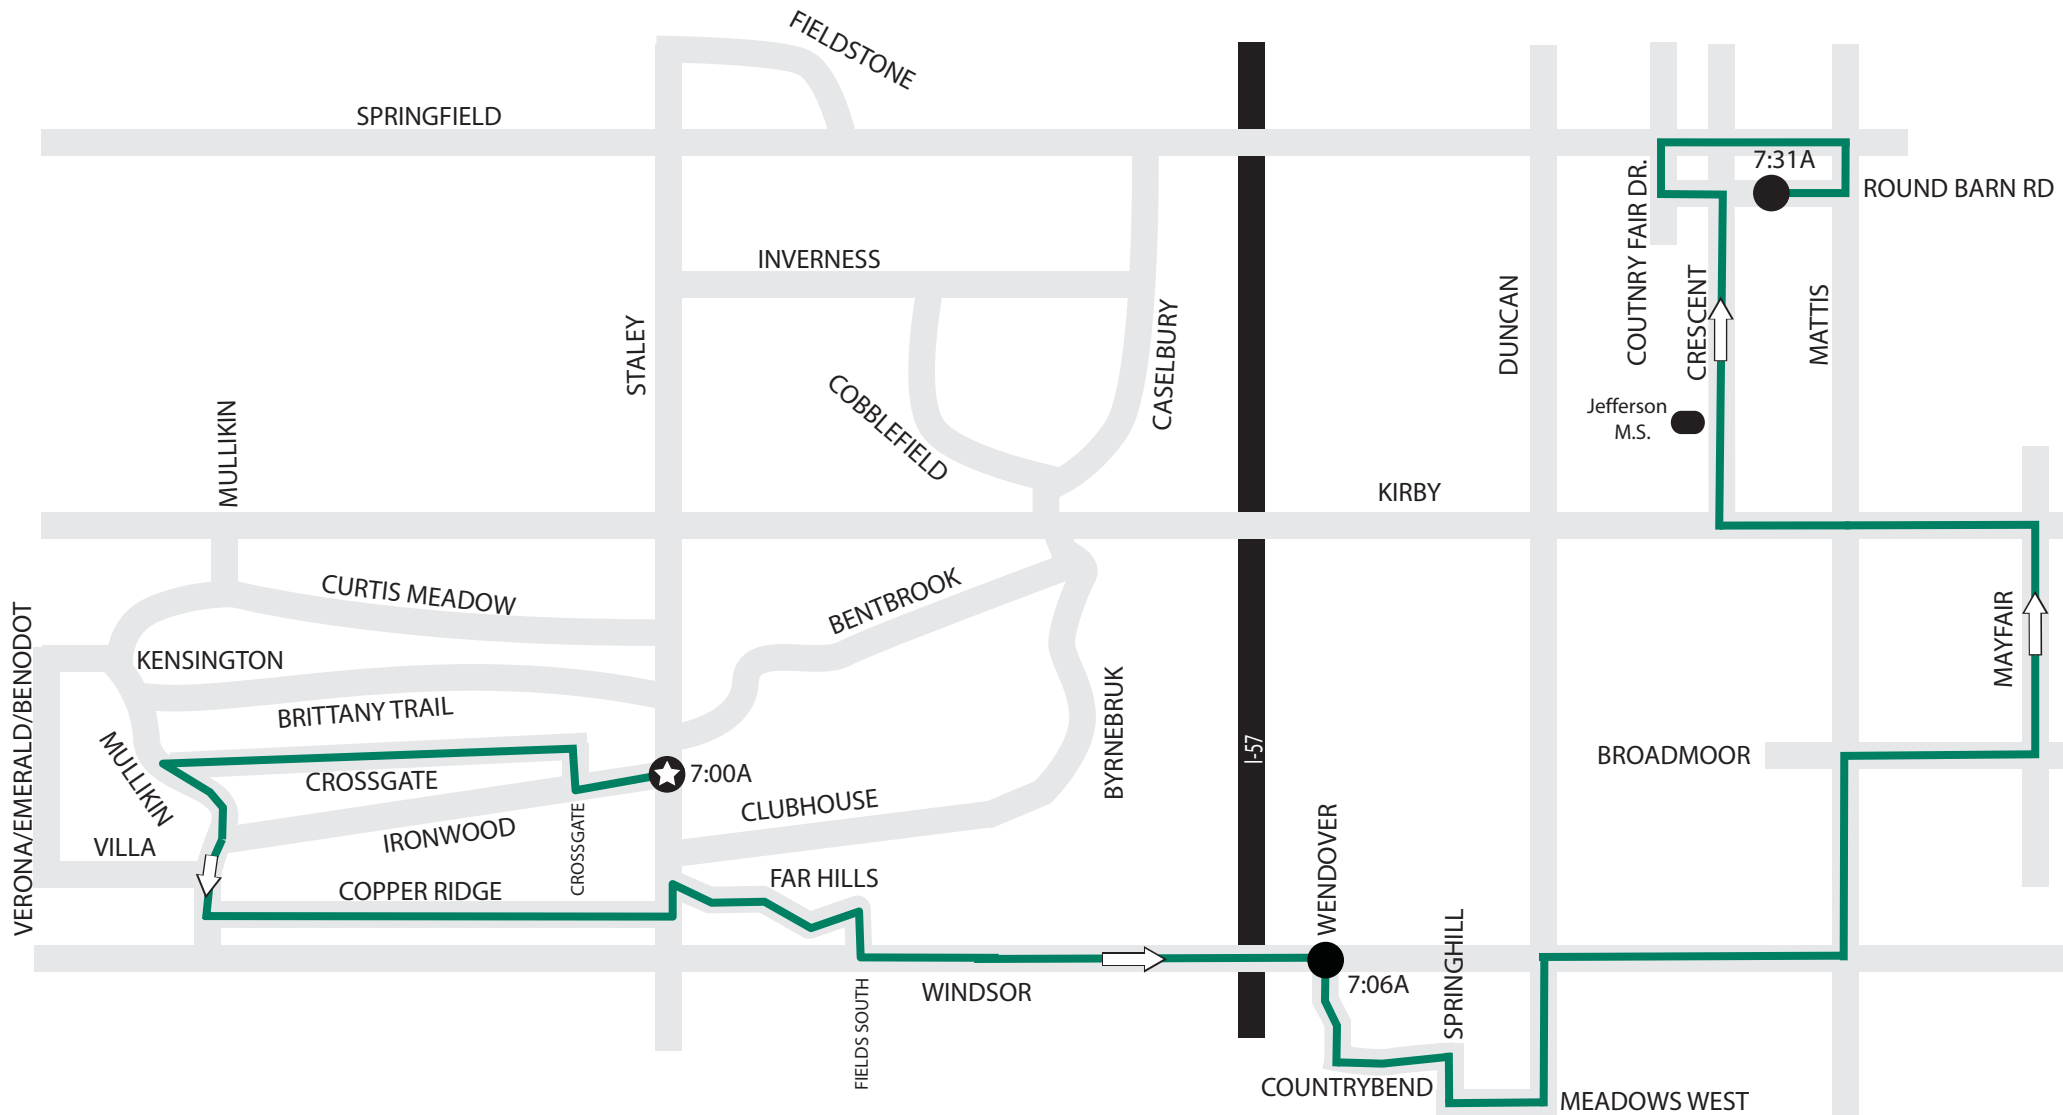 FIELDSTONE
SPRINGFIELD
7:31A
ROUND BARN RD
COUTNRY FAIR DR.
INVERNESS
CRESCENT
DUNCAN
MATTIS
STALEY
CASELBURY
COBBLEFIELD
Jefferson
M.S.
MULLIKIN
KIRBY
CURTIS MEADOW
BENTBROOK
VERONA/EMERALD/BENODOT
KENSINGTON
MAYFAIR
BRITTANY TRAIL
BYRNEBRUK
I-57
MULLIKIN
CROSSGATE
7:00A
BROADMOOR
CLUBHOUSE
IRONWOOD
CROSSGATE
VILLA
WENDOVER
FAR HILLS
COPPER RIDGE
SPRINGHILL
WINDSOR
7:06A
FIELDS SOUTH
COUNTRYBEND
MEADOWS WEST